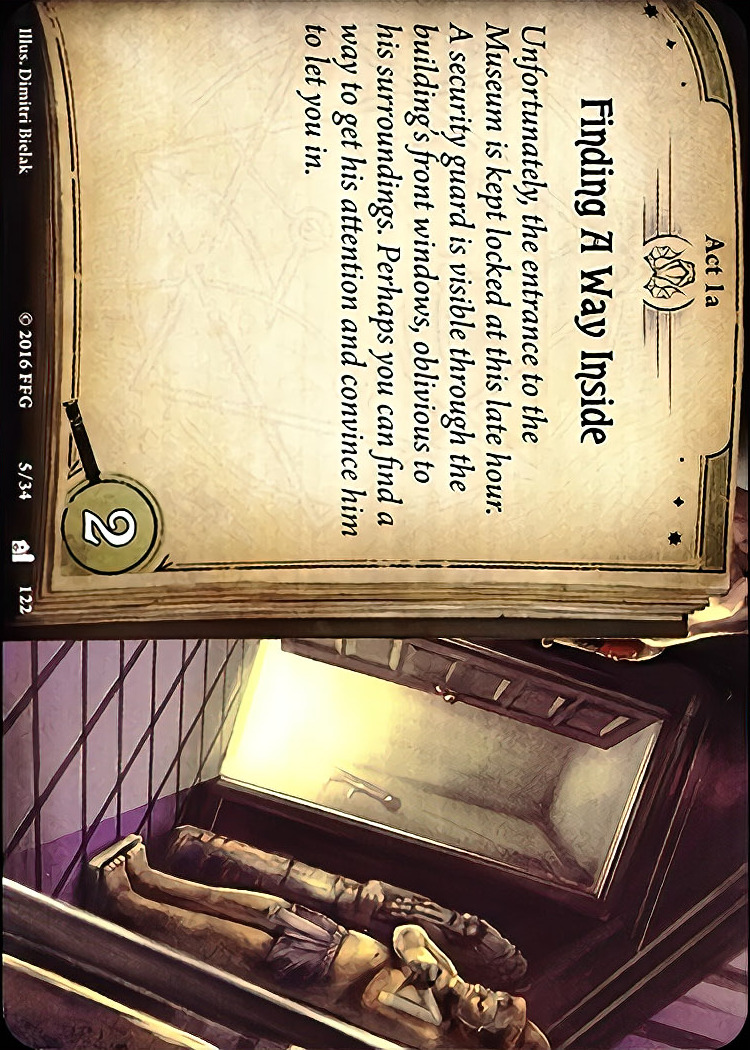 Act 1a
Finding A Way Inside
Unfortunately, the entrance to the
Museum is kept locked at this late hour.
A security guard is visible through the
building's front windows, oblivious to
his surroundings. Perhaps you can find a
way to get his attention and convince him
to let you in.
2
Illus. Dimitri Bielak © 2016 FFG 5/34 122